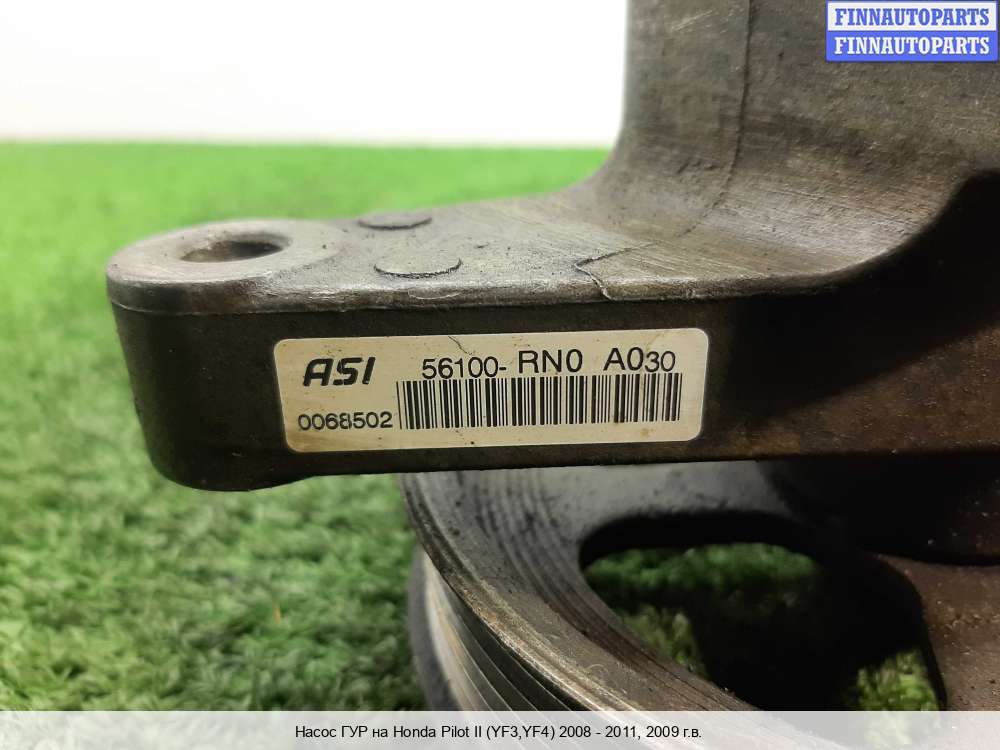 FINNAUTOPARTS
FINNAUTOPARTS
ASI 56100- RN0 A030
0068502
Насос ГУР на Honda Pilot II (YF3,YF4) 2008 - 2011, 2009 г.в.